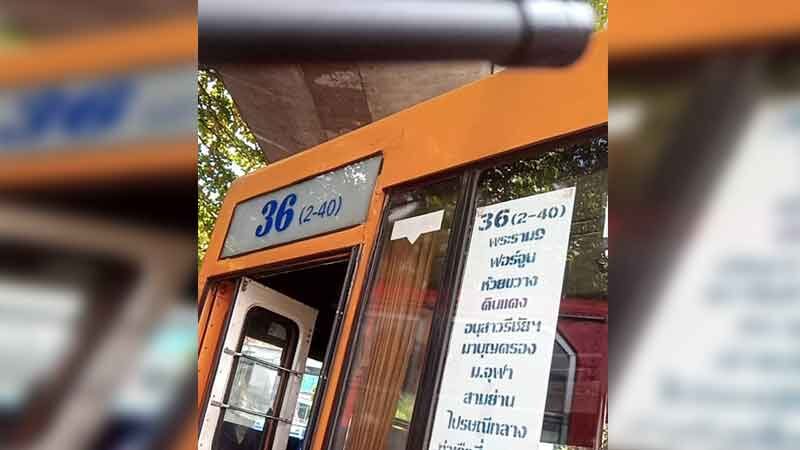 36 (2-40)
36 (2-40)
พระราม๑
ฟอร์จูน
ห้วยขวาง
ดินแดง
อนุสาวรีชัยฯ
มาบุญครอง
ม.จุฬา
สามย่าน
ไปรษณีกลาง